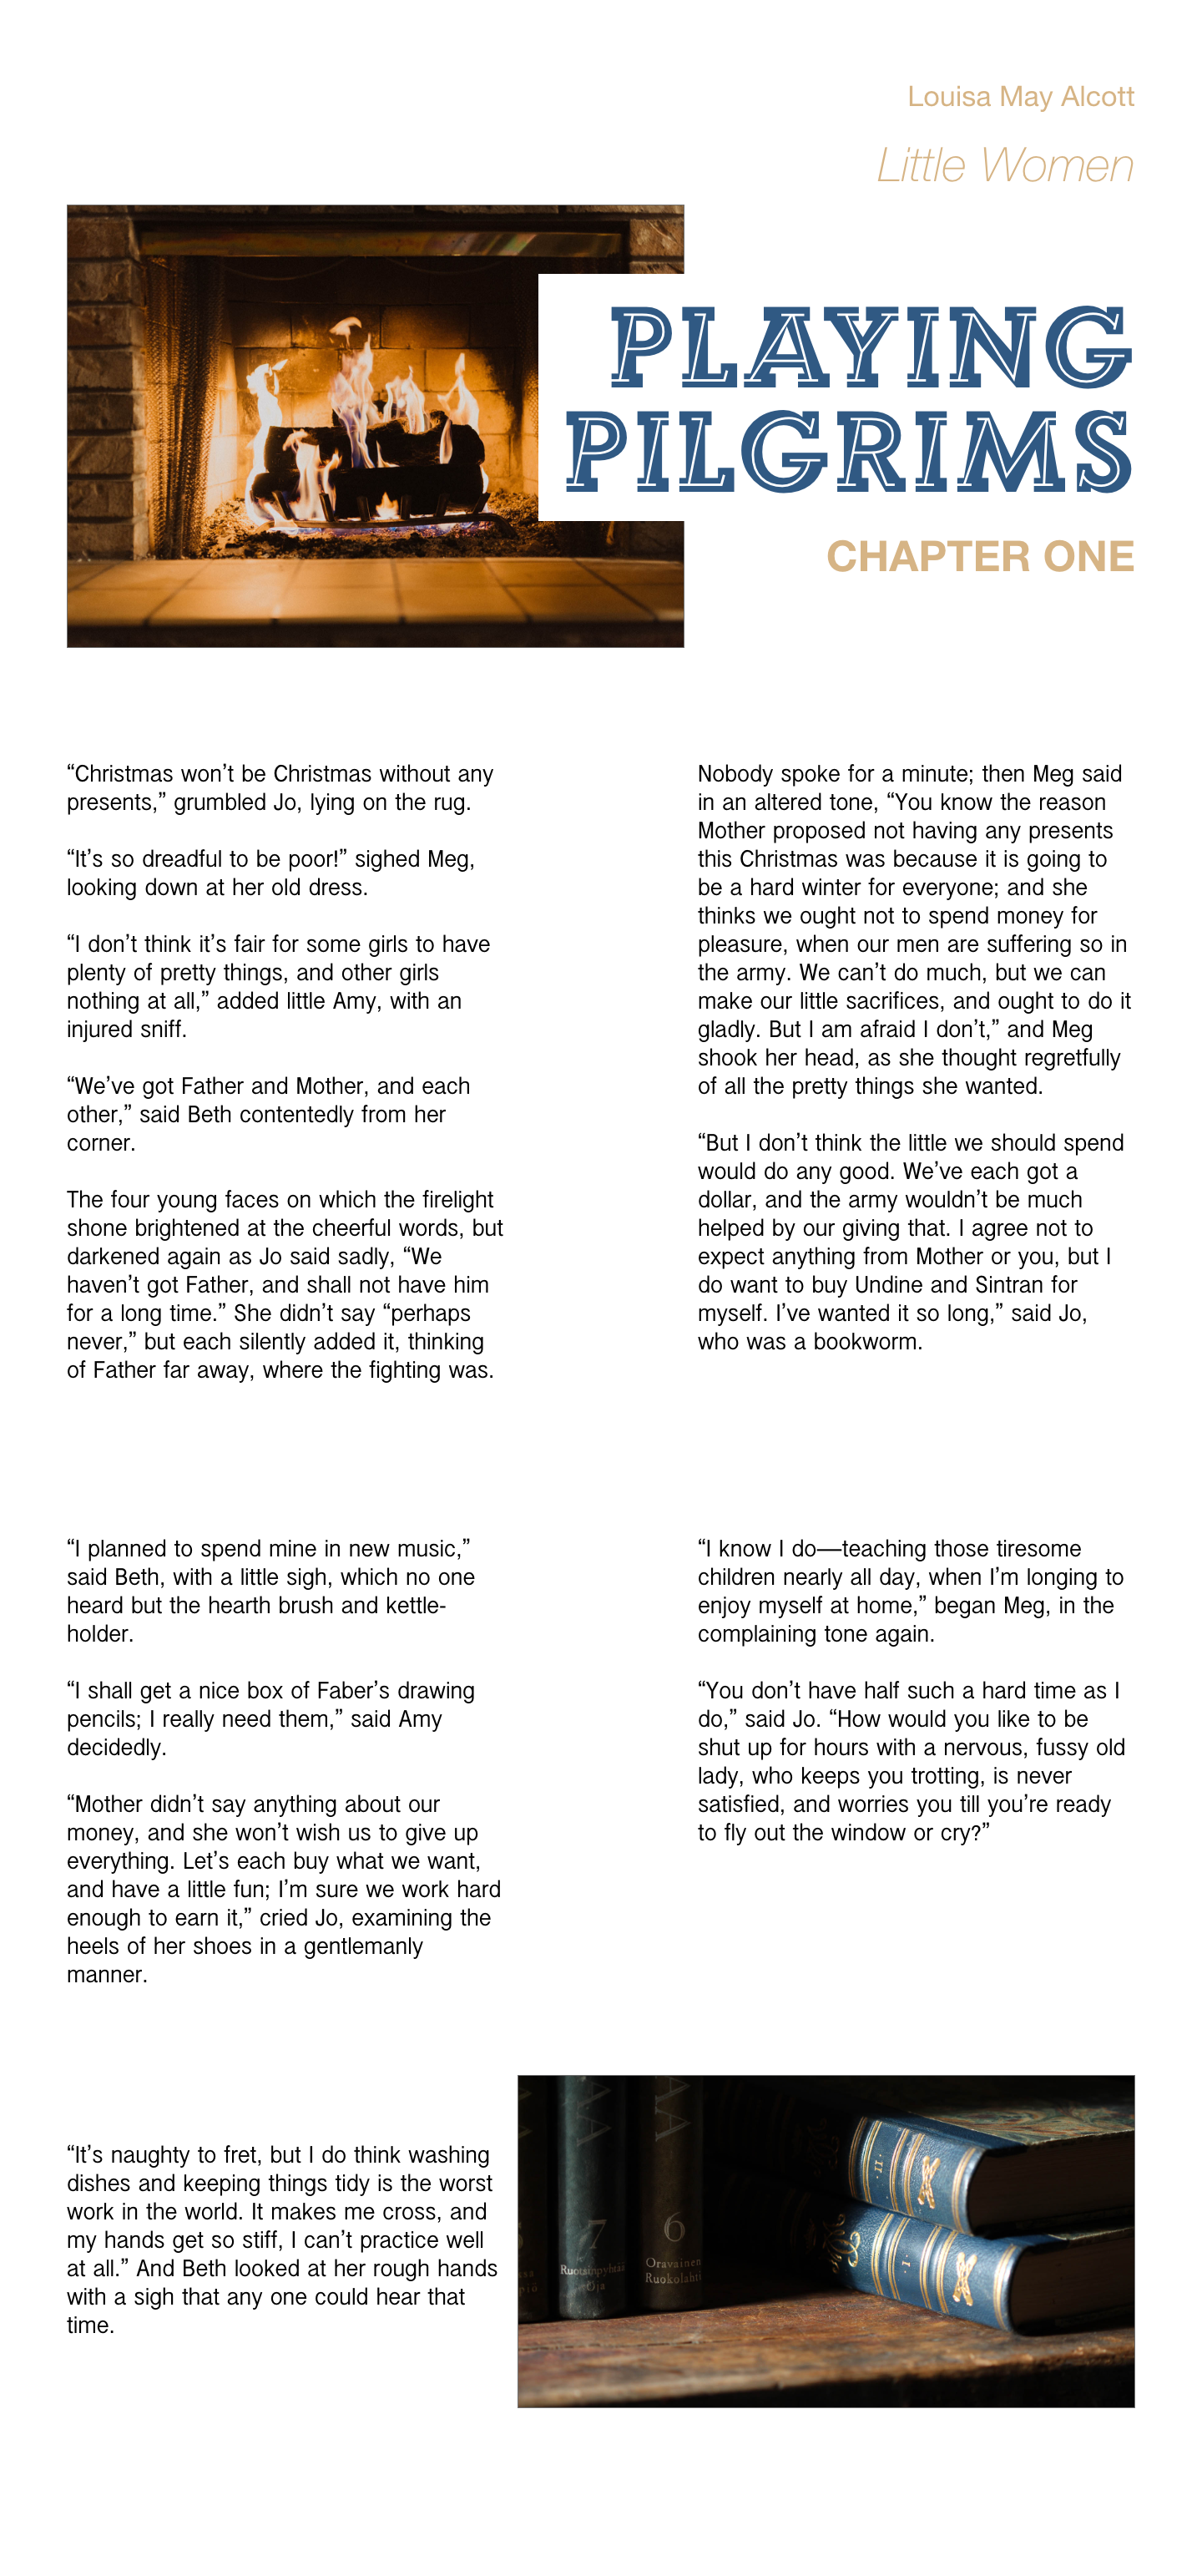 Louisa May Alcott
Little Women
PLAYING
PILGRIMS
CHAPTER ONE
“Christmas won’t be Christmas without any
presents,” grumbled Jo, lying on the rug.
“It’s so dreadful to be poor!” sighed Meg,
looking down at her old dress.
“I don’t think it’s fair for some girls to have
plenty of pretty things, and other girls
nothing at all,” added little Amy, with an
injured sniff.
“We’ve got Father and Mother, and each
other,” said Beth contentedly from her
corner.
The four young faces on which the firelight
shone brightened at the cheerful words, but
darkened again as Jo said sadly, “We
haven’t got Father, and shall not have him
for a long time.” She didn’t say “perhaps
never,” but each silently added it, thinking
of Father far away, where the fighting was.
Nobody spoke for a minute; then Meg said
in an altered tone, “You know the reason
Mother proposed not having any presents
this Christmas was because it is going to
be a hard winter for everyone; and she
thinks we ought not to spend money for
pleasure, when our men are suffering so in
the army. We can’t do much, but we can
make our little sacrifices, and ought to do it
gladly. But I am afraid I don’t,” and Meg
shook her head, as she thought regretfully
of all the pretty things she wanted.
“But I don’t think the little we should spend
would do any good. We’ve each got a
dollar, and the army wouldn’t be much
helped by our giving that. I agree not to
expect anything from Mother or you, but I
do want to buy Undine and Sintran for
myself. I’ve wanted it so long,” said Jo,
who was a bookworm.
“I planned to spend mine in new music,”
said Beth, with a little sigh, which no one
heard but the hearth brush and kettle-
holder.
“I shall get a nice box of Faber’s drawing
pencils; I really need them,” said Amy
decidedly.
“Mother didn’t say anything about our
money, and she won’t wish us to give up
everything. Let’s each buy what we want,
and have a little fun; I’m sure we work hard
enough to earn it,” cried Jo, examining the
heels of her shoes in a gentlemanly
manner.
“I know I do—teaching those tiresome
children nearly all day, when I’m longing to
enjoy myself at home,” began Meg, in the
complaining tone again.
“You don’t have half such a hard time as I
do,” said Jo. “How would you like to be
shut up for hours with a nervous, fussy old
lady, who keeps you trotting, is never
satisfied, and worries you till you’re ready
to fly out the window or cry?”
“It’s naughty to fret, but I do think washing
dishes and keeping things tidy is the worst
work in the world. It makes me cross, and
my hands get so stiff, I can’t practice well
at all.” And Beth looked at her rough hands
with a sigh that any one could hear that
time.
7
Ruotsinpyhtää
Oja
6
Oravainen
Ruokolahti
II
I